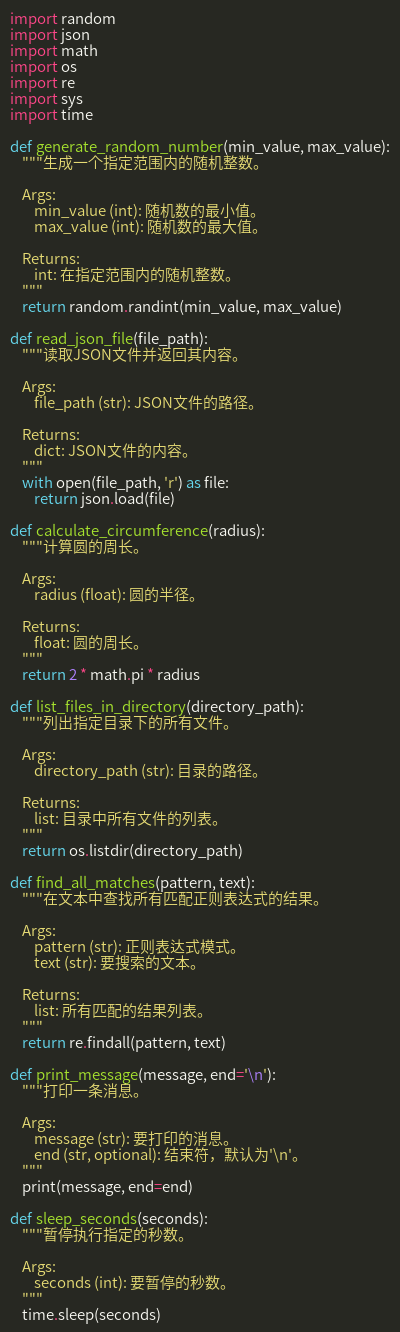 import random
import json
import math
import os
import re
import sys
import time

def generate_random_number(min_value, max_value):
    """生成一个指定范围内的随机整数。

    Args:
        min_value (int): 随机数的最小值。
        max_value (int): 随机数的最大值。

    Returns:
        int: 在指定范围内的随机整数。
    """
    return random.randint(min_value, max_value)

def read_json_file(file_path):
    """读取JSON文件并返回其内容。

    Args:
        file_path (str): JSON文件的路径。

    Returns:
        dict: JSON文件的内容。
    """
    with open(file_path, 'r') as file:
        return json.load(file)

def calculate_circumference(radius):
    """计算圆的周长。

    Args:
        radius (float): 圆的半径。

    Returns:
        float: 圆的周长。
    """
    return 2 * math.pi * radius

def list_files_in_directory(directory_path):
    """列出指定目录下的所有文件。

    Args:
        directory_path (str): 目录的路径。

    Returns:
        list: 目录中所有文件的列表。
    """
    return os.listdir(directory_path)

def find_all_matches(pattern, text):
    """在文本中查找所有匹配正则表达式的结果。

    Args:
        pattern (str): 正则表达式模式。
        text (str): 要搜索的文本。

    Returns:
        list: 所有匹配的结果列表。
    """
    return re.findall(pattern, text)

def print_message(message, end='\n'):
    """打印一条消息。

    Args:
        message (str): 要打印的消息。
        end (str, optional): 结束符，默认为'\n'。
    """
    print(message, end=end)

def sleep_seconds(seconds):
    """暂停执行指定的秒数。

    Args:
        seconds (int): 要暂停的秒数。
    """
    time.sleep(seconds)